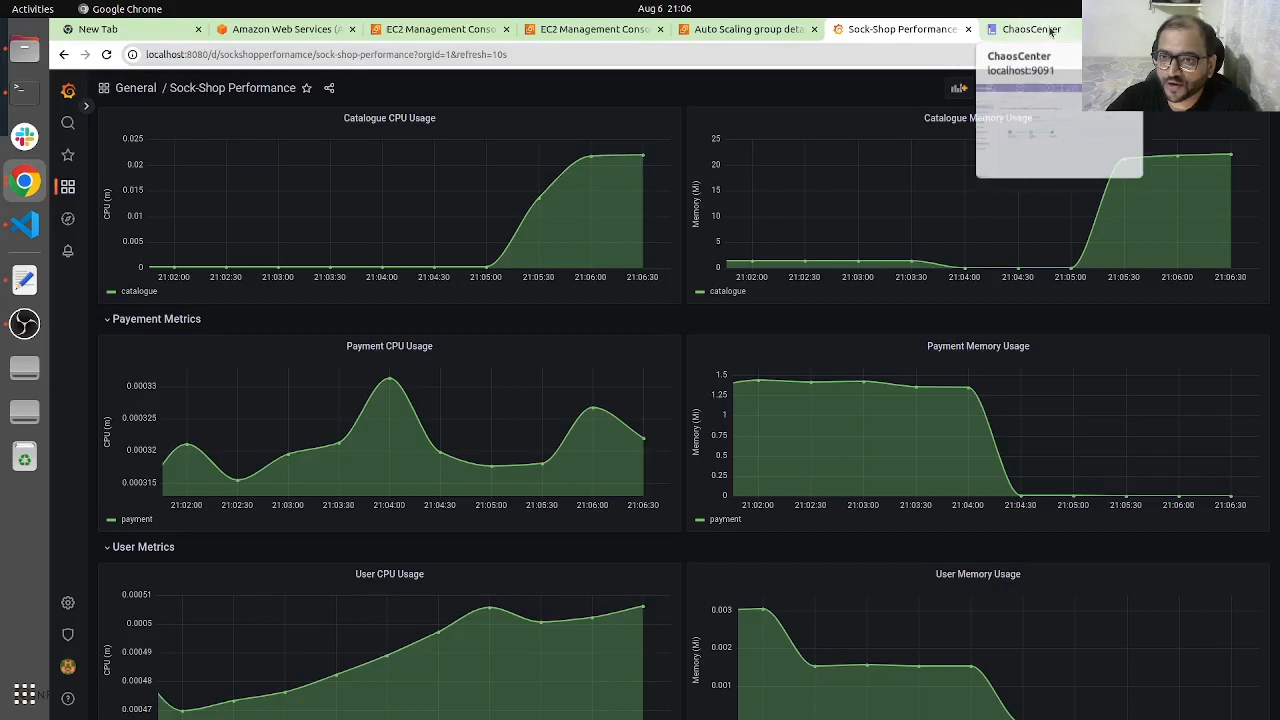 Activities
Google Chrome
Aug 6 21:06
New Tab
Amazon Web Services (A
EC2 Management Conso
EC2 Management Conso
Auto Scaling group deta
Sock-Shop Performance
ChaosCenter
localhost:8080/d/sockshopperfornamce/sock-shop-performance?orgId=1&refresh=10s
ChaosCenter
localhost:9091
General / Sock-Shop Performance
Catalogue CPU Usage
CPU (m)
0.025
0.02
0.015
0.01
0.005
0
21:02:00 21:02:30 21:03:00 21:03:30 21:04:00 21:04:30 21:05:00 21:05:30 21:06:00 21:06:30
catalogue
Catalogue Memory Usage
Memory (Mi)
25
20
15
10
5
0
21:02:00 21:02:30 21:03:00 21:03:30 21:04:00 21:04:30 21:05:00 21:05:30 21:06:00 21:06:30
catalogue
Payement Metrics
Payment CPU Usage
CPU (m)
0.00033
0.000325
0.00032
0.000315
21:02:00 21:02:30 21:03:00 21:03:30 21:04:00 21:04:30 21:05:00 21:05:30 21:06:00 21:06:30
payment
Payment Memory Usage
Memory (Mi)
1.5
1.25
1
0.75
0.5
0.25
0
21:02:00 21:02:30 21:03:00 21:03:30 21:04:00 21:04:30 21:05:00 21:05:30 21:06:00 21:06:30
payment
User Metrics
User CPU Usage
CPU (m)
0.00051
0.0005
0.00049
0.00048
0.00047
User Memory Usage
Memory (Mi)
0.003
0.002
0.001